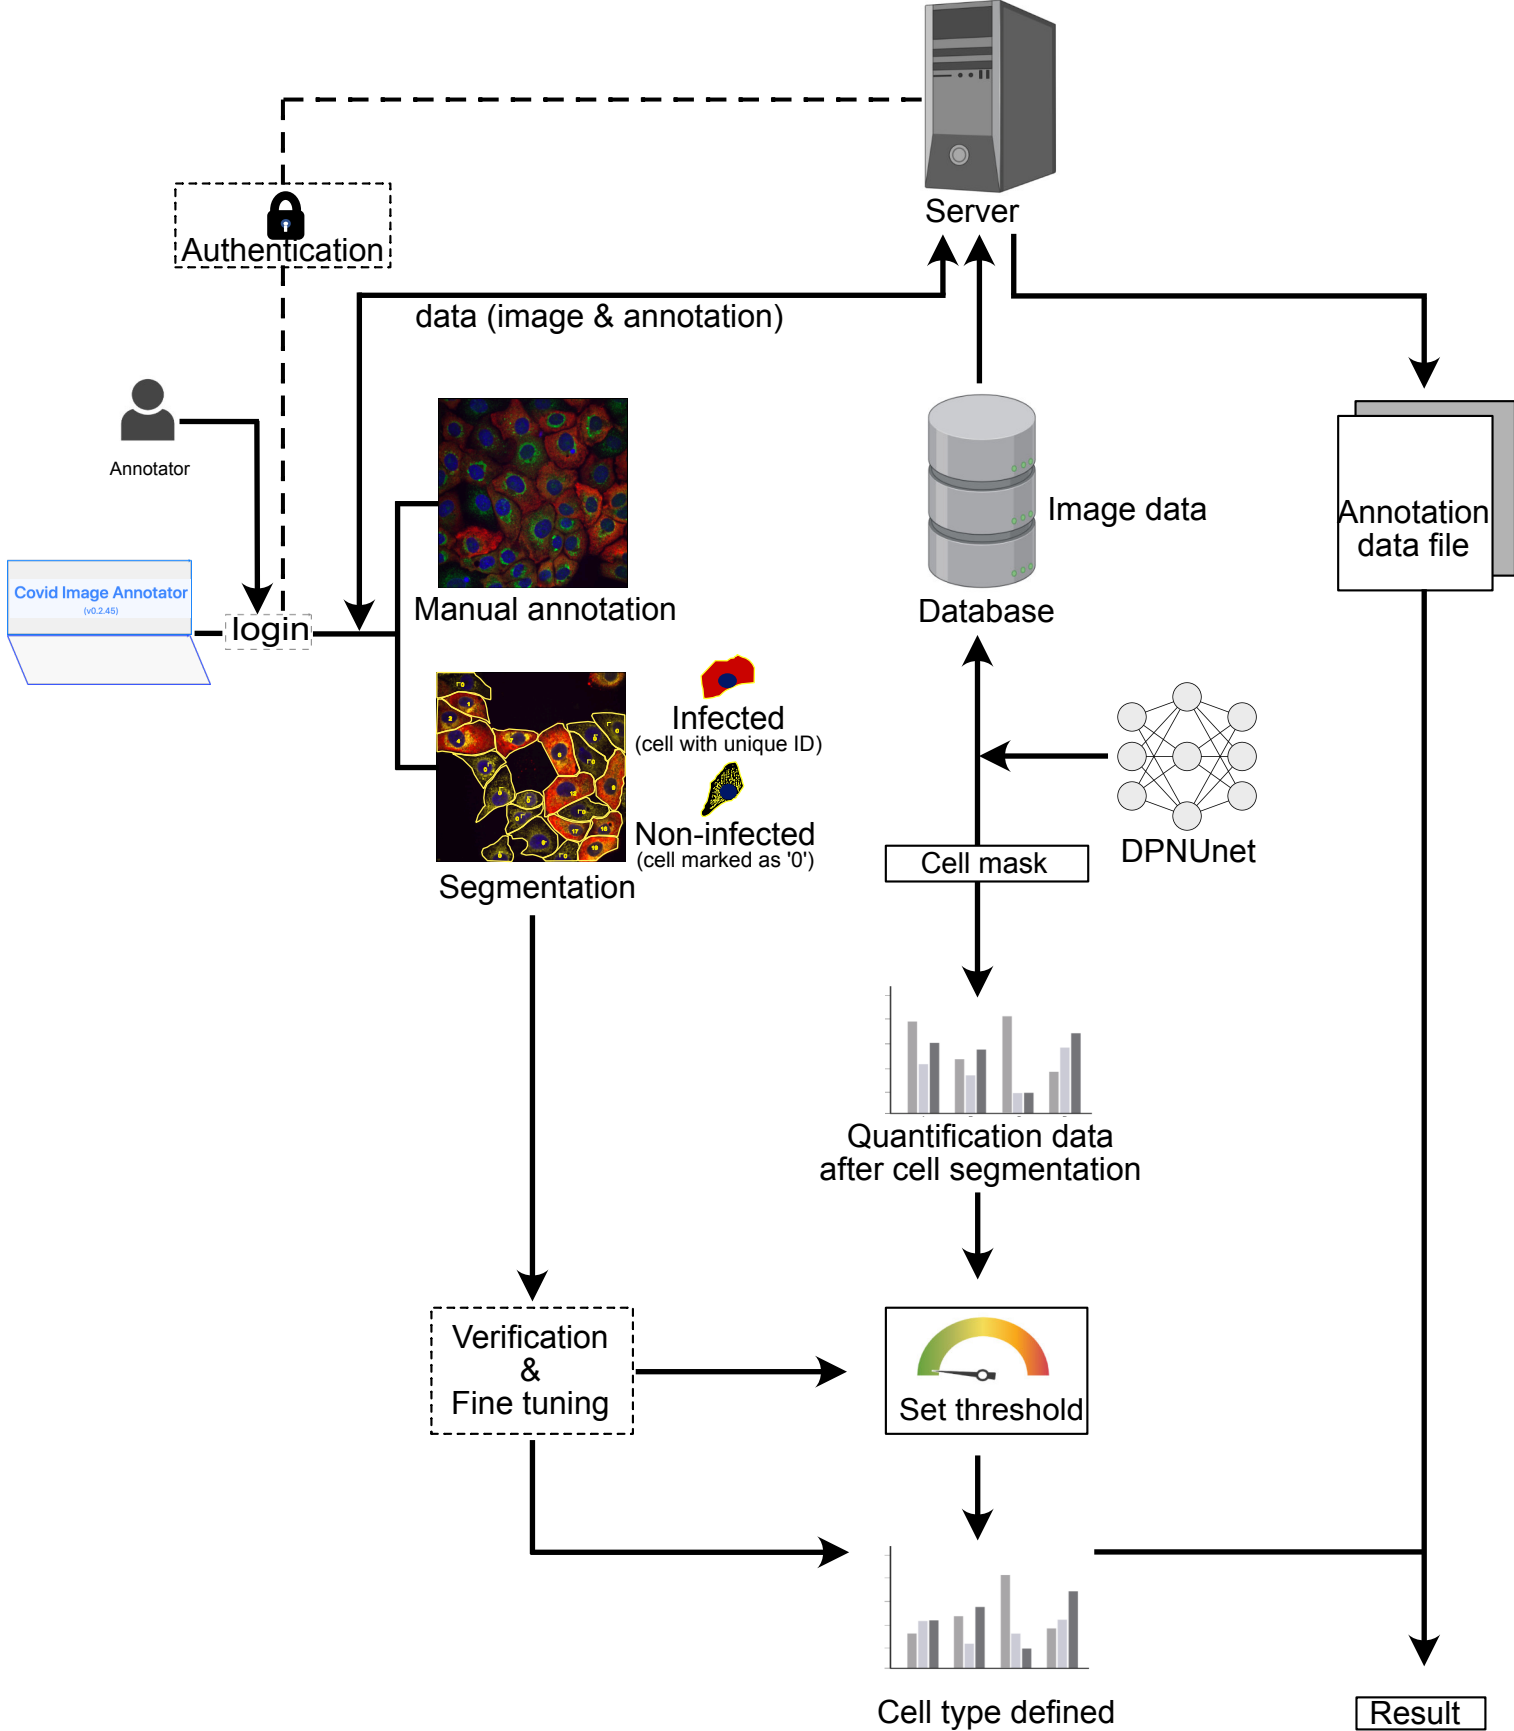 Server
Authentication
data (image & annotation)
Annotator
Image data
Annotation
data file
Covid Image Annotator
(v0.2.45)
login
Manual annotation
Database
Infected
(cell with unique ID)
Non-infected
(cell marked as '0')
Segmentation
DPNUnet
Cell mask
Quantification data
after cell segmentation
Verification
&
Fine tuning
Set threshold
Cell type defined
Result